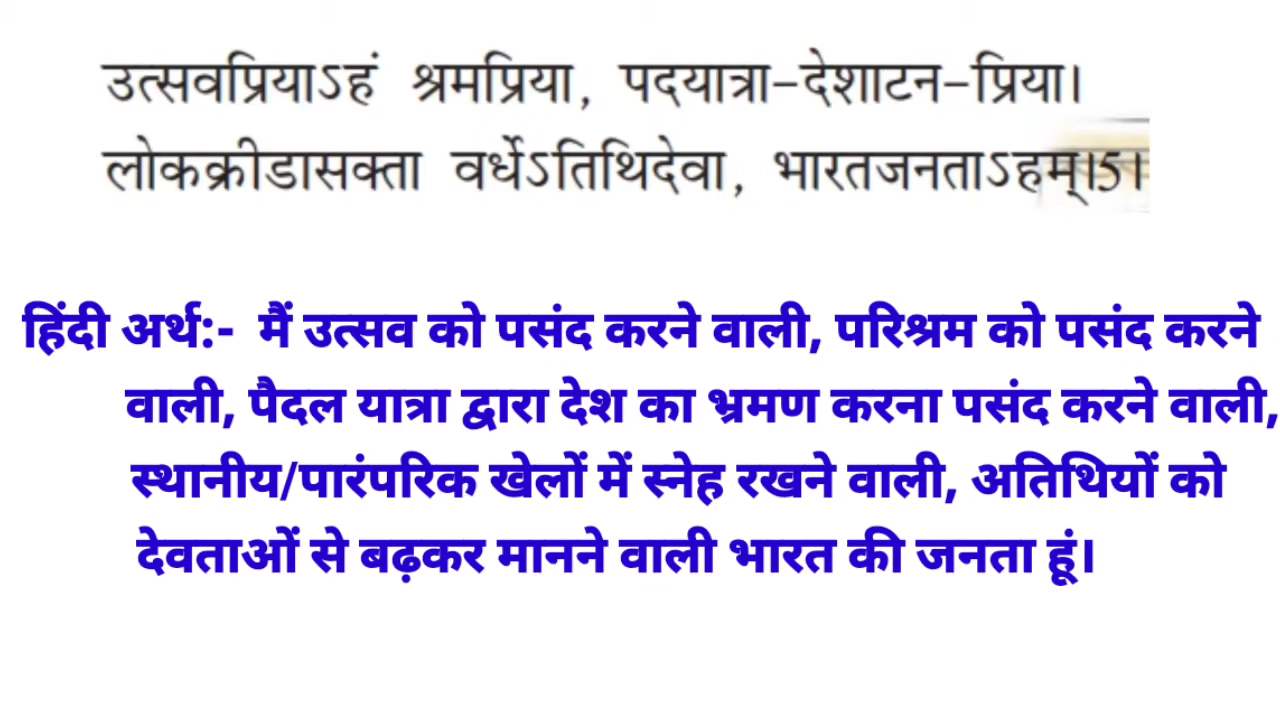 उत्सवप्रियाऽहं श्रमप्रिया, पदयात्रा-देशाटन-प्रिया।
लोकक्रीडासक्ता वर्धेऽतिथिदेवा, भारतजनताऽहम्।5।
हिंदी अर्थ:- मैं उत्सव को पसंद करने वाली, परिश्रम को पसंद करने
वाली, पैदल यात्रा द्वारा देश का भ्रमण करना पसंद करने वाली,
स्थानीय/पारंपरिक खेलों में स्नेह रखने वाली, अतिथियों को
देवताओं से बढ़कर मानने वाली भारत की जनता हूं।